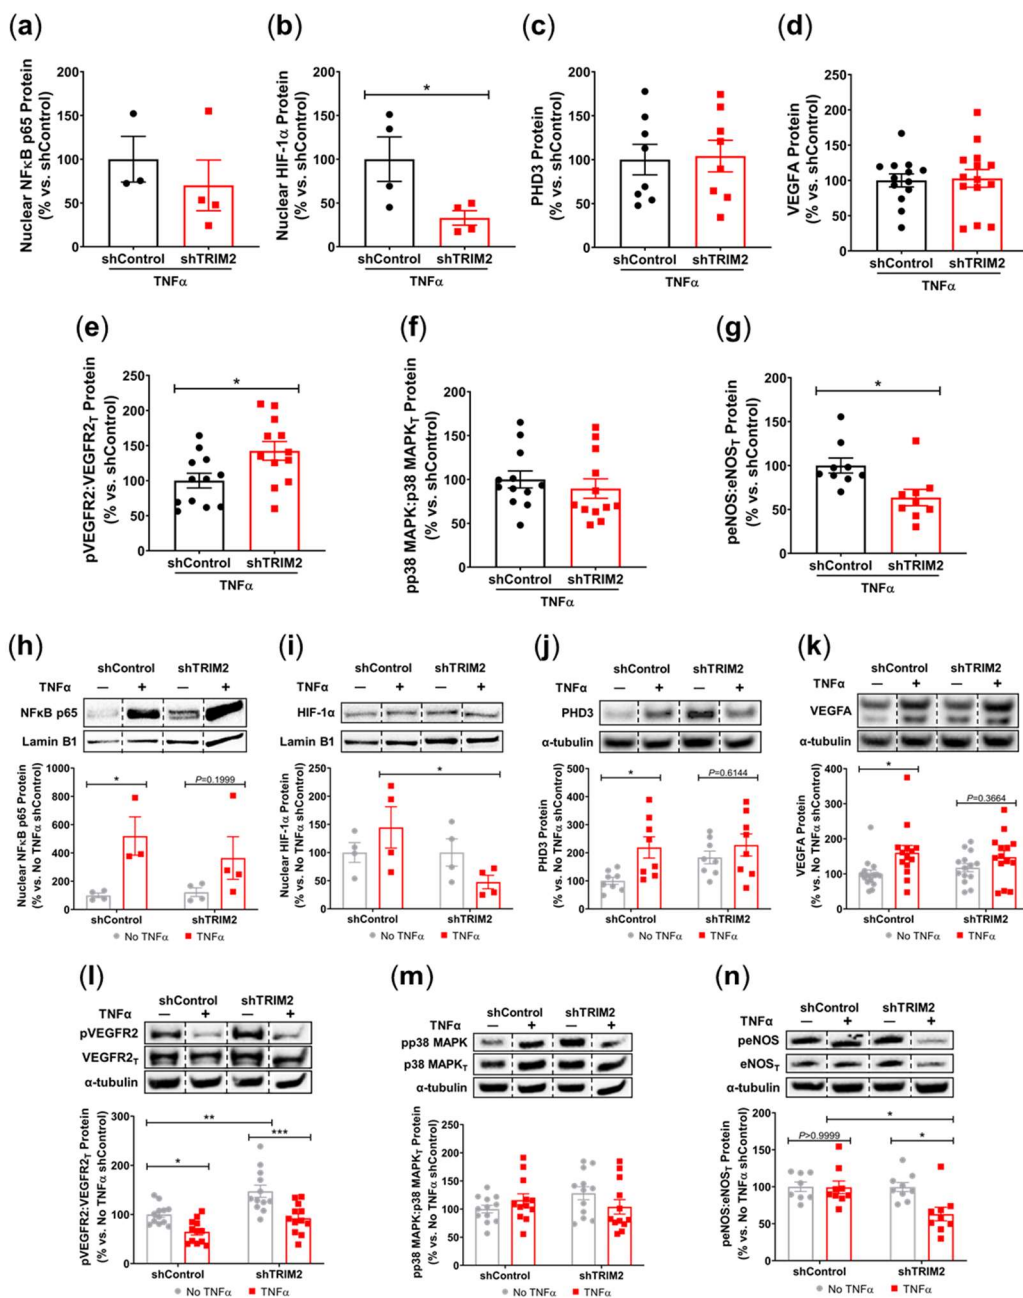 (a)
Nuclear NFκB p65 Protein
(% vs. shControl)
200
150
100
50
0
shControl shTRIM2
TNFα
(b)
Nuclear HIF-1α Protein
(% vs. shControl)
200
150
100
50
0
*
shControl shTRIM2
TNFα
(c)
PHD3 Protein
(% vs. shControl)
200
150
100
50
0
shControl shTRIM2
TNFα
(d)
VEGFA Protein
(% vs. shControl)
250
200
150
100
50
0
shControl shTRIM2
TNFα
(e)
pVEGFR2:VEGFR2T Protein
(% vs. shControl)
250
200
150
100
50
0
*
shControl shTRIM2
TNFα
(f)
pp38 MAPK:p38 MAPKT Protein
(% vs. shControl)
200
150
100
50
0
shControl shTRIM2
TNFα
(g)
peNOS:eNOST Protein
(% vs. shControl)
200
150
100
50
0
*
shControl shTRIM2
TNFα
(h)
shControl shTRIM2
TNFα — + — +
NFκB p65
Lamin B1
Nuclear NFκB p65 Protein
(% vs. No TNFα shControl)
1000
800
600
400
200
0
*
P=0.1999
shControl shTRIM2
No TNFα TNFα
(i)
shControl shTRIM2
TNFα — + — +
HIF-1α
Lamin B1
Nuclear HIF-1α Protein
(% vs. No TNFα shControl)
250
200
150
100
50
0
*
shControl shTRIM2
No TNFα TNFα
(j)
shControl shTRIM2
TNFα — + — +
PHD3
α-tubulin
PHD3 Protein
(% vs. No TNFα shControl)
500
400
300
200
100
0
*
P=0.6144
shControl shTRIM2
No TNFα TNFα
(k)
shControl shTRIM2
TNFα — + — +
VEGFA
α-tubulin
VEGFA Protein
(% vs. No TNFα shControl)
400
300
200
100
0
*
P=0.3664
shControl shTRIM2
No TNFα TNFα
(l)
shControl shTRIM2
TNFα — + — +
pVEGFR2
VEGFR2T
α-tubulin
pVEGFR2:VEGFR2T Protein
(% vs. No TNFα shControl)
300
200
100
0
**
*
***
shControl shTRIM2
No TNFα TNFα
(m)
shControl shTRIM2
TNFα — + — +
pp38 MAPK
p38 MAPKT
α-tubulin
pp38 MAPK:p38 MAPKT Protein
(% vs. No TNFα shControl)
250
200
150
100
50
0
shControl shTRIM2
No TNFα TNFα
(n)
shControl shTRIM2
TNFα — + — +
peNOS
eNOST
α-tubulin
peNOS:eNOST Protein
(% vs. No TNFα shControl)
200
150
100
50
0
*
P>0.9999
*
shControl shTRIM2
No TNFα TNFα